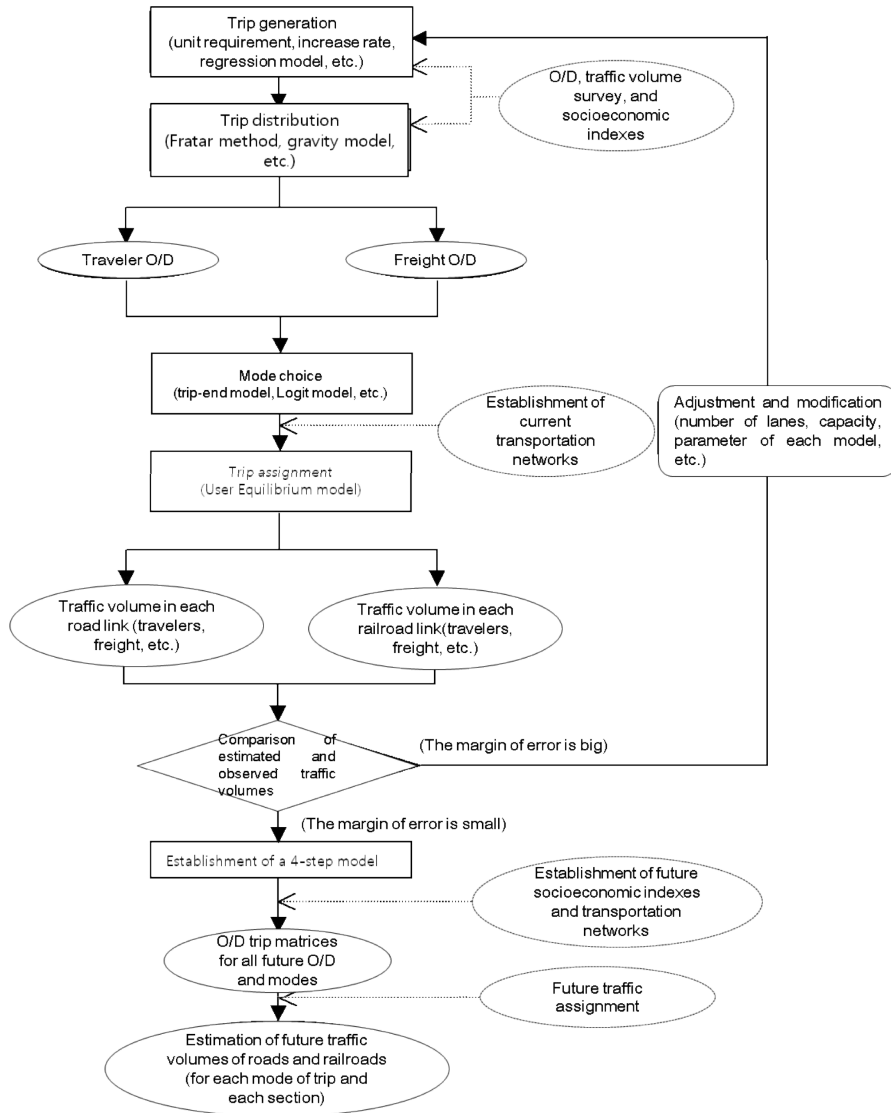 Trip generation
(unit requirement, increase rate,
regression model, etc.)
O/D, traffic volume
survey, and
socioeconomic
indexes
Trip distribution
(Fratar method, gravity model,
etc.)
Traveler O/D
Freight O/D
Mode choice
(trip-end model, Logit model, etc.)
Establishment of
current
transportation
networks
Adjustment and modification
(number of lanes, capacity,
parameter of each model,
etc.)
Trip assignment
(User Equilibrium model)
Traffic volume in each
road link (travelers,
freight, etc.)
Traffic volume in each
railroad link(travelers,
freight, etc.)
Comparison of
estimated and
observed traffic
volumes
(The margin of error is big)
(The margin of error is small)
Establishment of a 4-step model
Establishment of future
socioeconomic indexes
and transportation
networks
O/D trip matrices
for all future O/D
and modes
Future traffic
assignment
Estimation of future traffic
volumes of roads and railroads
(for each mode of trip and
each section)